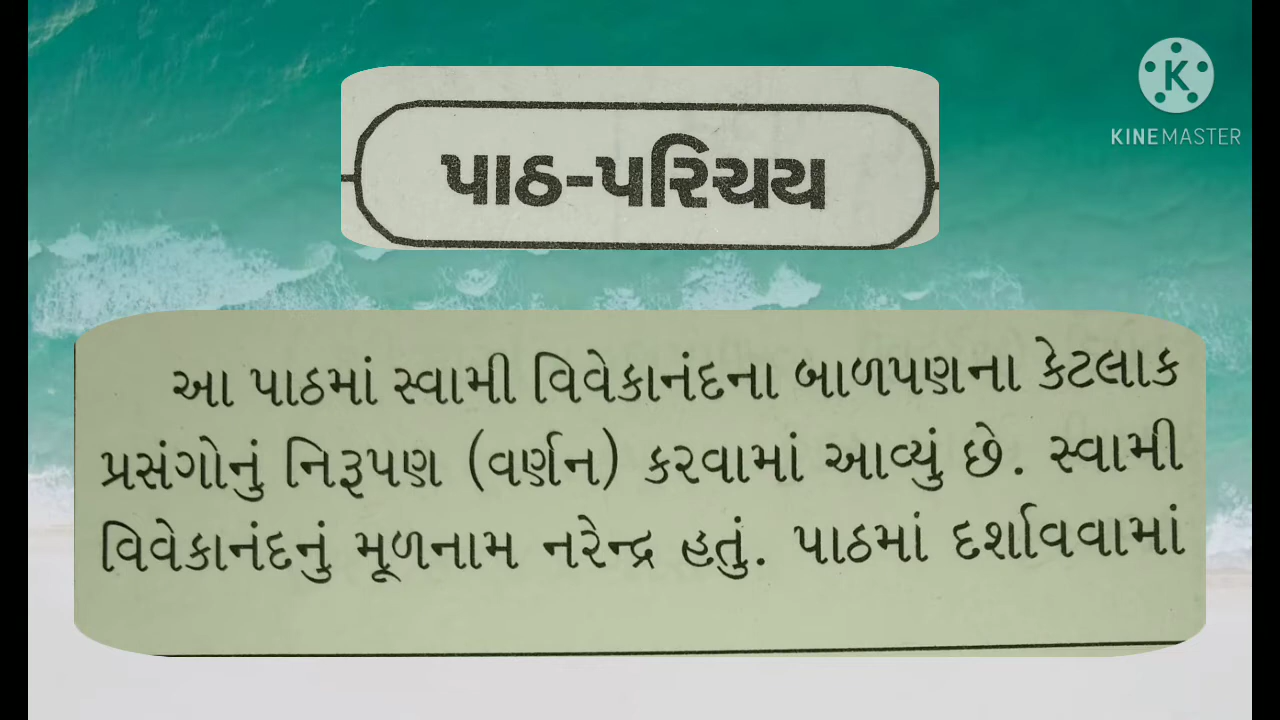 પાઠ-પરિચય
KINEMASTER
આ પાઠમાં સ્વામી વિવેકાનંદના બાળપણના કેટલાક
પ્રસંગોનું નિરૂપણ (વર્ણન) કરવામાં આવ્યું છે. સ્વામી
વિવેકાનંદનું મૂળનામ નરેન્દ્ર હતું. પાઠમાં દર્શાવવામાં